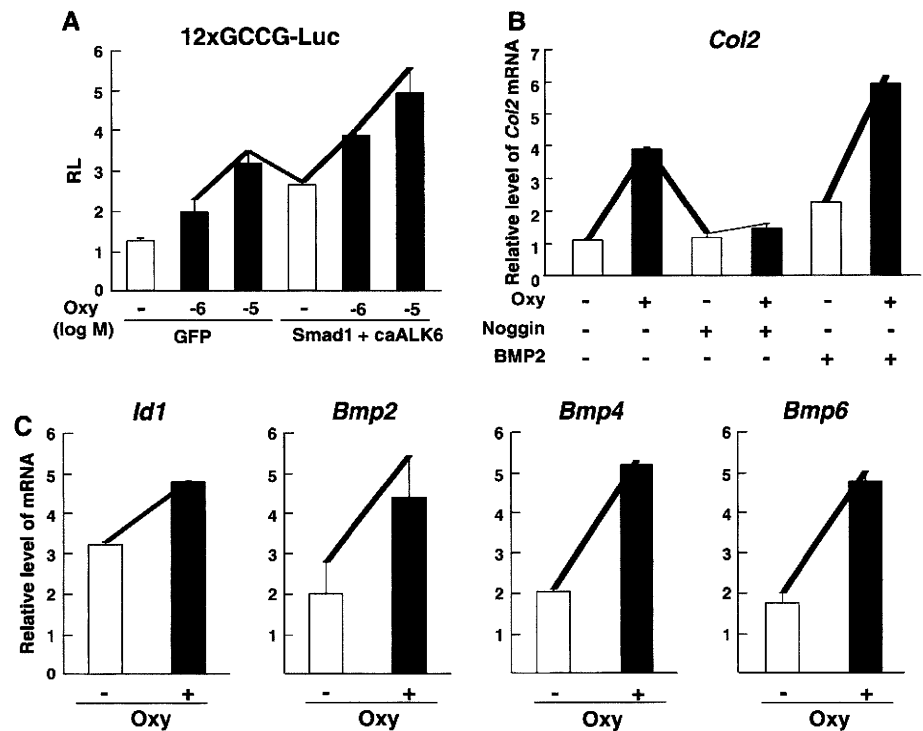 A
12xGCCG-Luc
RL
6
5
4
3
2
1
0
Oxy - -6 -5 - -6 -5
(log M)
GFP
Smad1 + caALK6
B
Col2
Relative level of Col2 mRNA
7
6
5
4
3
2
1
0
Oxy - + - + - +
Noggin - - + + - -
BMP2 - - - - + +
C
Id1
Relative level of mRNA
6
5
4
3
2
1
0
- +
Oxy
Bmp2
6
5
4
3
2
1
- +
Oxy
Bmp4
6
5
4
3
2
1
- +
Oxy
Bmp6
6
5
4
3
2
1
- +
Oxy